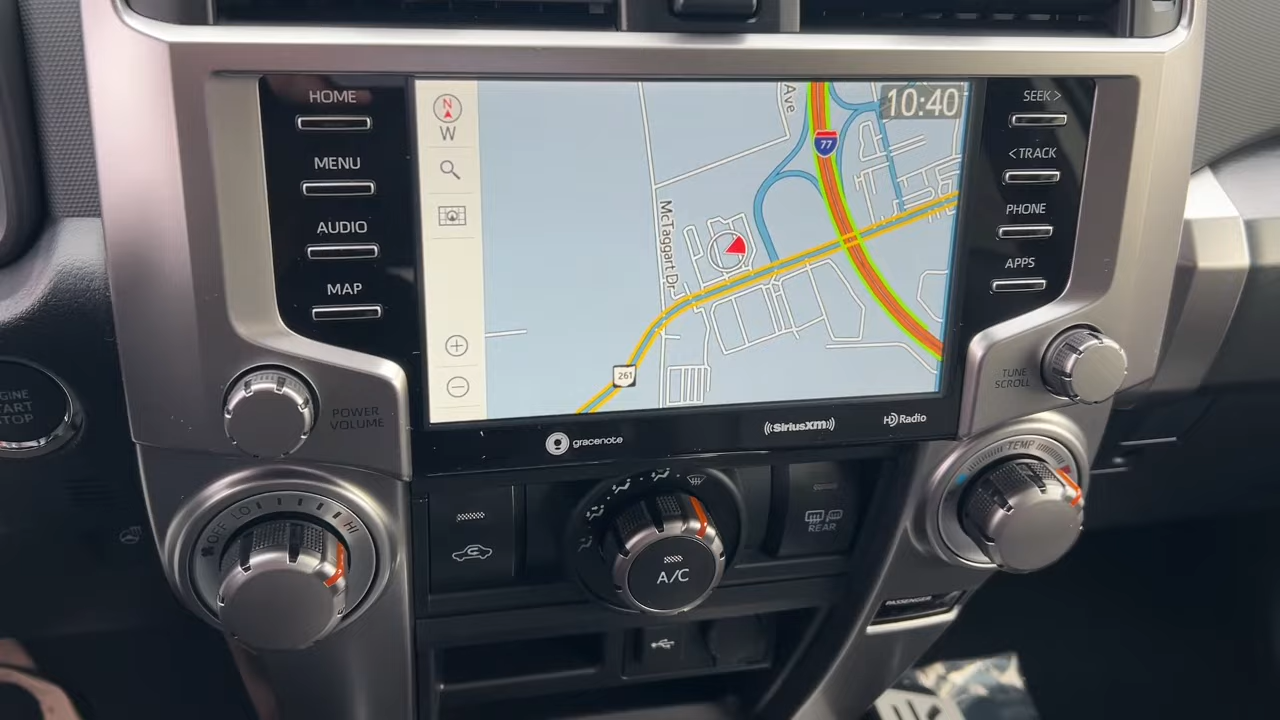 HOME
MENU
AUDIO
MAP
N
W
Ave
77
10:40
McTaggart Dr
261
SEEK >
< TRACK
PHONE
APPS
POWER
VOLUME
TUNE
SCROLL
gracenote
((SiriusXM))
HD Radio
START
STOP
OFF
LO
HI
A/C
REAR
TEMP
PASSENGER